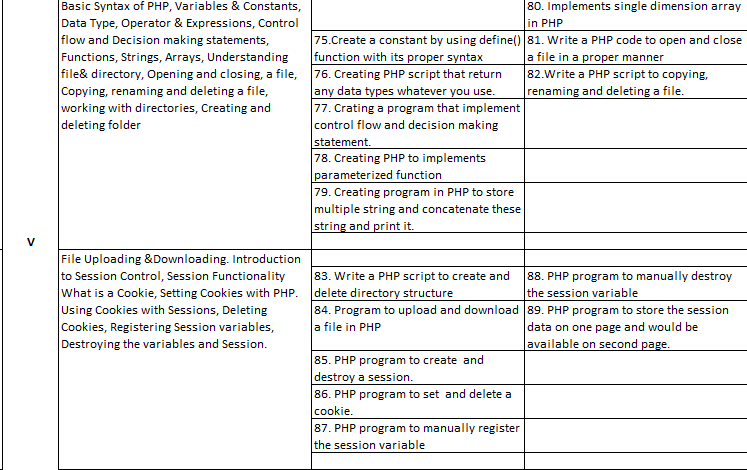 Basic Syntax of PHP, Variables & Constants,
Data Type, Operator & Expressions, Control
flow and Decision making statements,
Functions, Strings, Arrays, Understanding
file& directory, Opening and closing, a file,
Copying, renaming and deleting a file,
working with directories, Creating and
deleting folder
80. Implements single dimension array
in PHP
75.Create a constant by using define()
function with its proper syntax
81. Write a PHP code to open and close
a file in a proper manner
76. Creating PHP script that return
any data types whatever you use.
82.Write a PHP script to copying,
renaming and deleting a file.
77. Crating a program that implement
control flow and decision making
statement.
78. Creating PHP to implements
parameterized function
79. Creating program in PHP to store
multiple string and concatenate these
string and print it.
V
File Uploading &Downloading. Introduction
to Session Control, Session Functionality
What is a Cookie, Setting Cookies with PHP.
Using Cookies with Sessions, Deleting
Cookies, Registering Session variables,
Destroying the variables and Session.
83. Write a PHP script to create and
delete directory structure
88. PHP program to manually destroy
the session variable
84. Program to upload and download
a file in PHP
89. PHP program to store the session
data on one page and would be
available on second page.
85. PHP program to create  and
destroy a session.
86. PHP program to set  and delete a
cookie.
87. PHP program to manually register
the session variable